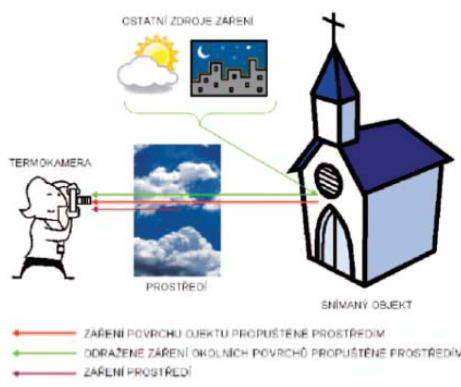 OSTATNÍ ZDROJE ZÁŘENÍ
TERMOKAMERA
PROSTŘEDÍ
SNÍMANÝ OBJEKT
ZÁŘENÍ POVRCHU OJEKTU PROPUŠTĚNÉ PROSTŘEDÍM
ODRAŽENÉ ZÁŘENÍ OKOLNÍCH POVRCHŮ PROPUŠTĚNÉ PROSTŘEDÍM
ZÁŘENÍ PROSTŘEDÍ